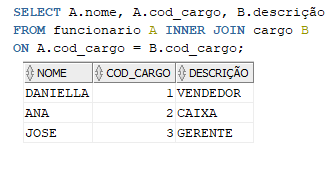 SELECT A.nome, A.cod_cargo, B.descrição
FROM funcionario A INNER JOIN cargo B
ON A.cod_cargo = B.cod_cargo;
NOME COD_CARGO DESCRIÇÃO
DANIELLA 1 VENDEDOR
ANA 2 CAIXA
JOSE 3 GERENTE